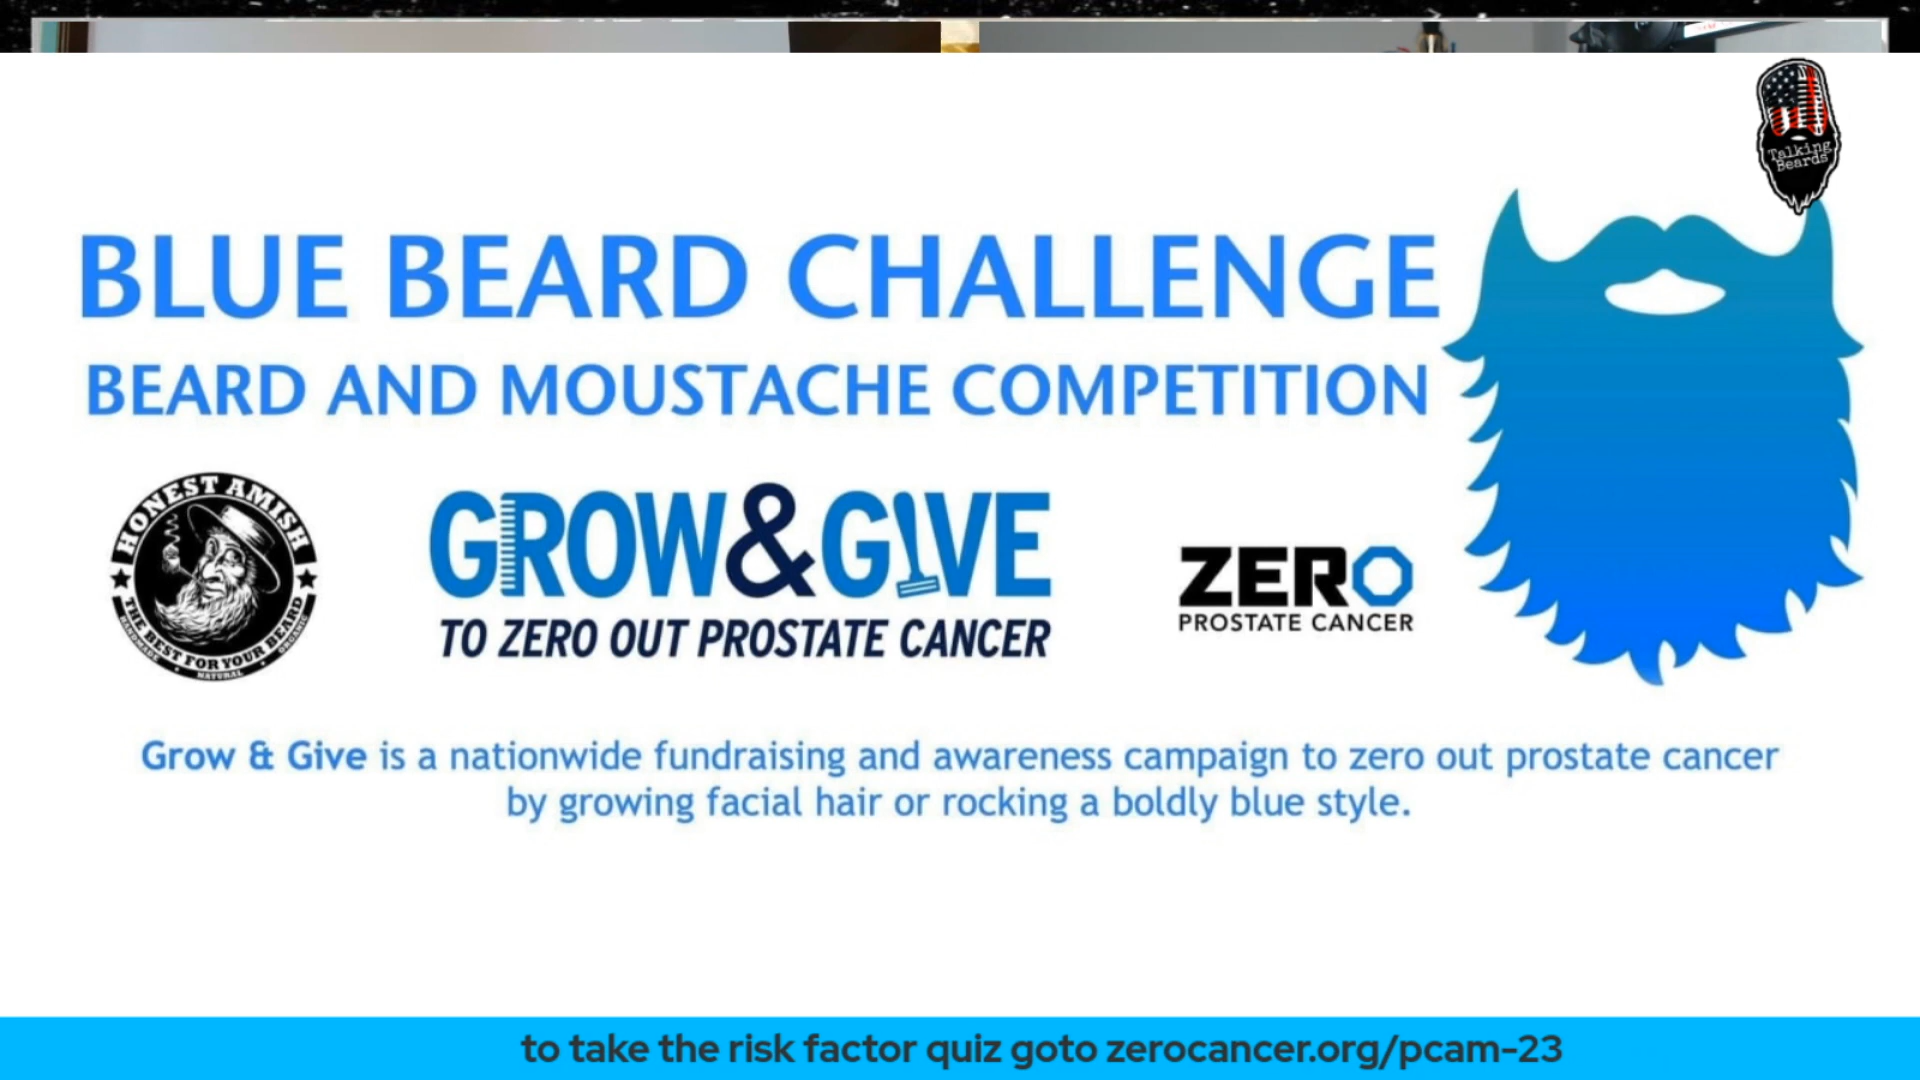 Talking
Beards
BLUE BEARD CHALLENGE
BEARD AND MOUSTACHE COMPETITION
HONEST AMISH
THE BEST FOR YOUR BEARD
HANDMADE
NATURAL
ORGANIC
GROW&GIVE
TO ZERO OUT PROSTATE CANCER
ZERO
PROSTATE CANCER
Grow & Give is a nationwide fundraising and awareness campaign to zero out prostate cancer
by growing facial hair or rocking a boldly blue style.
to take the risk factor quiz goto zerocancer.org/pcam-23